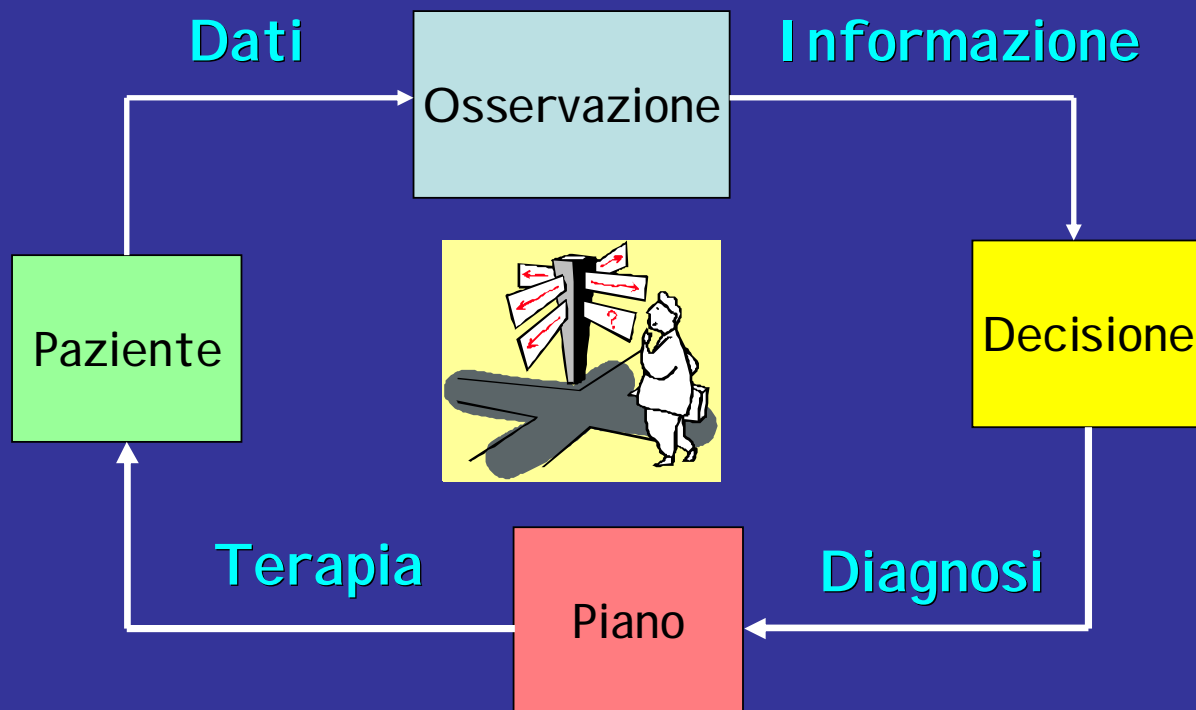 Dati
Informazione
Osservazione
Paziente
?
Decisione
Terapia
Diagnosi
Piano